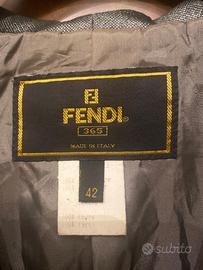 FENDI®
365
MADE IN ITALY
42
subito